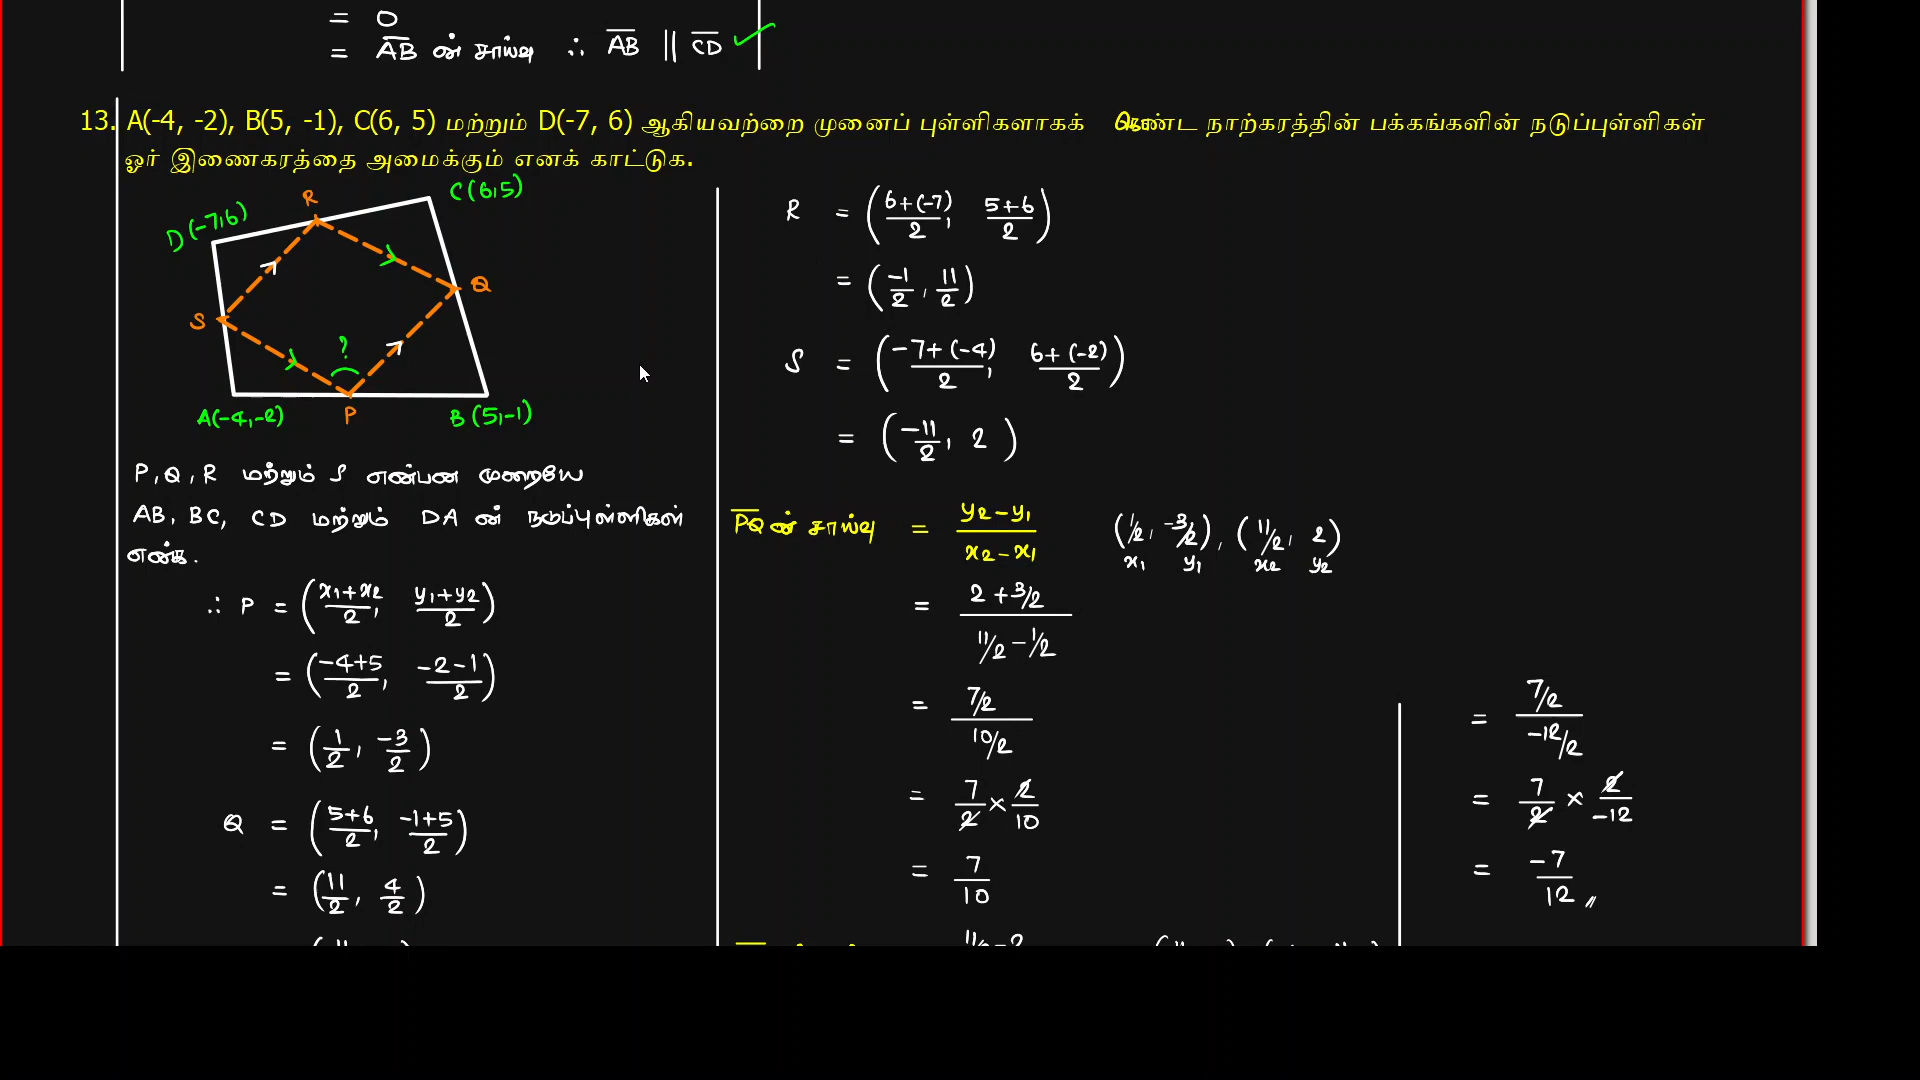 = 0
= AB ன் சாய்வு ∴ AB || CD ✓
13. A(-4, -2), B(5, -1), C(6, 5) மற்றும் D(-7, 6) ஆகியவற்றை முனைப் புள்ளிகளாகக் கொண்ட நாற்கரத்தின் பக்கங்களின் நடுப்புள்ளிகள்
ஓர் இணைகரத்தை அமைக்கும் எனக் காட்டுக.
R
C(6,5)
D(-7,6)
Q
S
?
A(-4,-2)
P
B(5,-1)
P, Q, R மற்றும் S என்பன முறையே
AB, BC, CD மற்றும் DA ன் நடுப்புள்ளிகள்
என்க.
∴ P = (x1+x2/2, y1+y2/2)
= (-4+5/2, -2-1/2)
= (1/2, -3/2)
Q = (5+6/2, -1+5/2)
= (11/2, 4/2)
R = (6+(-7)/2, 5+6/2)
= (-1/2, 11/2)
S = (-7+(-4)/2, 6+(-2)/2)
= (-11/2, 2)
PQ ன் சாய்வு = y2-y1/x2-x1 (1/2, -3/2), (11/2, 2)
x1 y1 x2 y2
= 2+3/2 / 11/2-1/2
= 7/2 / 10/2
= 7/2 × 2/10
= 7/10
= 7/2 / -12/2
= 7/2 × 2/-12
= -7/12 //